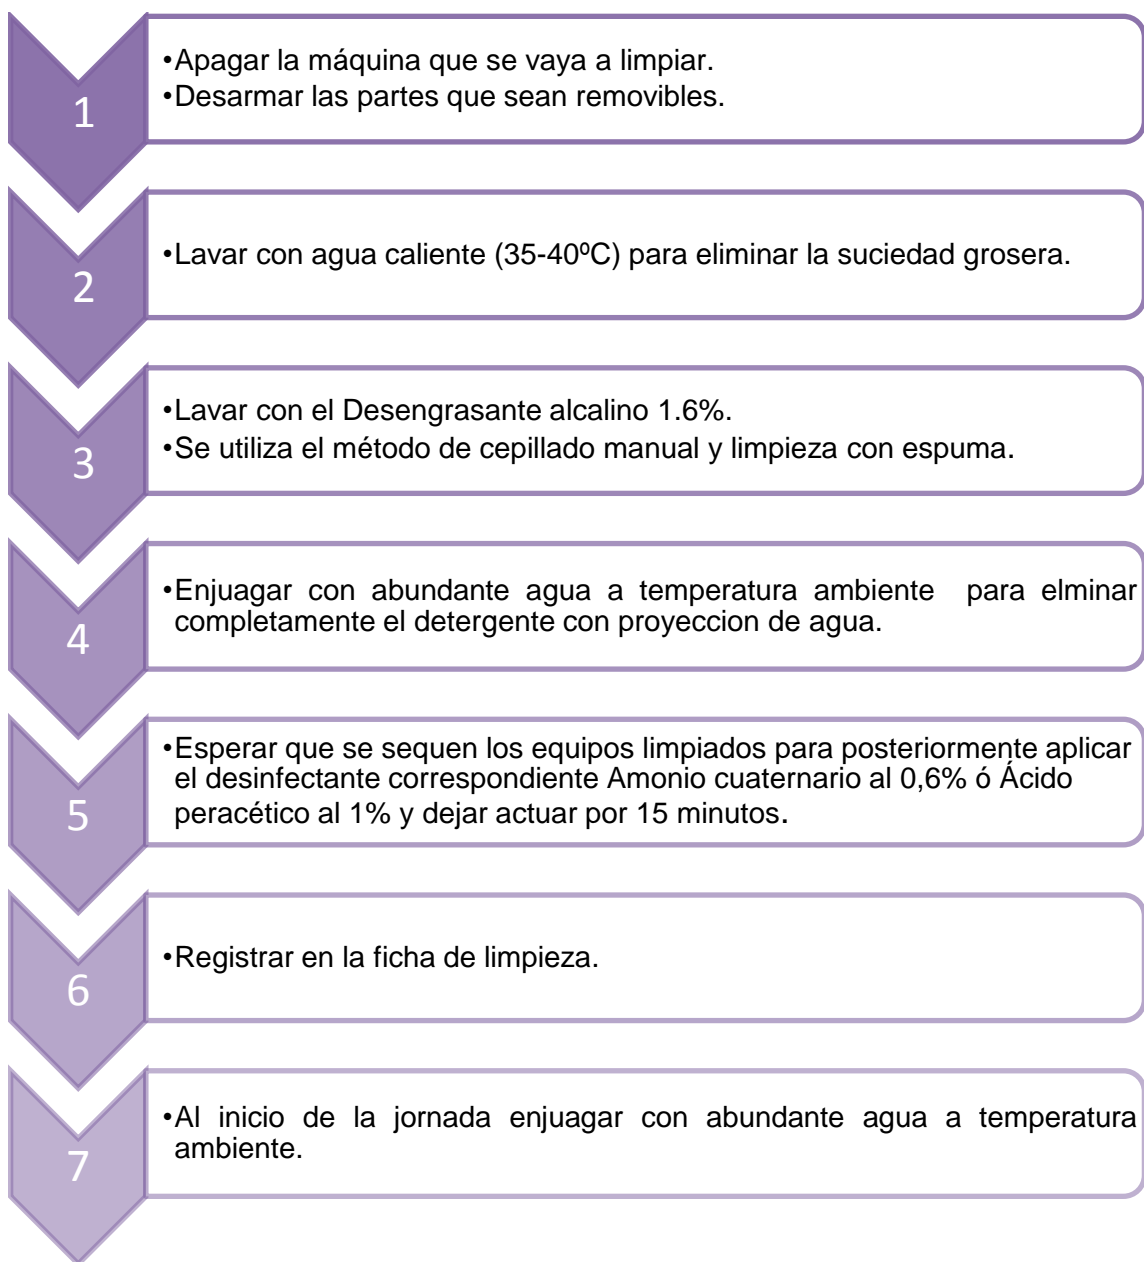 1
•Apagar la máquina que se vaya a limpiar.
•Desarmar las partes que sean removibles.
2
•Lavar con agua caliente (35-40ºC) para eliminar la suciedad grosera.
3
•Lavar con el Desengrasante alcalino 1.6%.
•Se utiliza el método de cepillado manual y limpieza con espuma.
4
•Enjuagar con abundante agua a temperatura ambiente para elminar
completamente el detergente con proyeccion de agua.
5
•Esperar que se sequen los equipos limpiados para posteriormente aplicar
el desinfectante correspondiente Amonio cuaternario al 0,6% ó Ácido
peracético al 1% y dejar actuar por 15 minutos.
6
•Registrar en la ficha de limpieza.
7
•Al inicio de la jornada enjuagar con abundante agua a temperatura
ambiente.